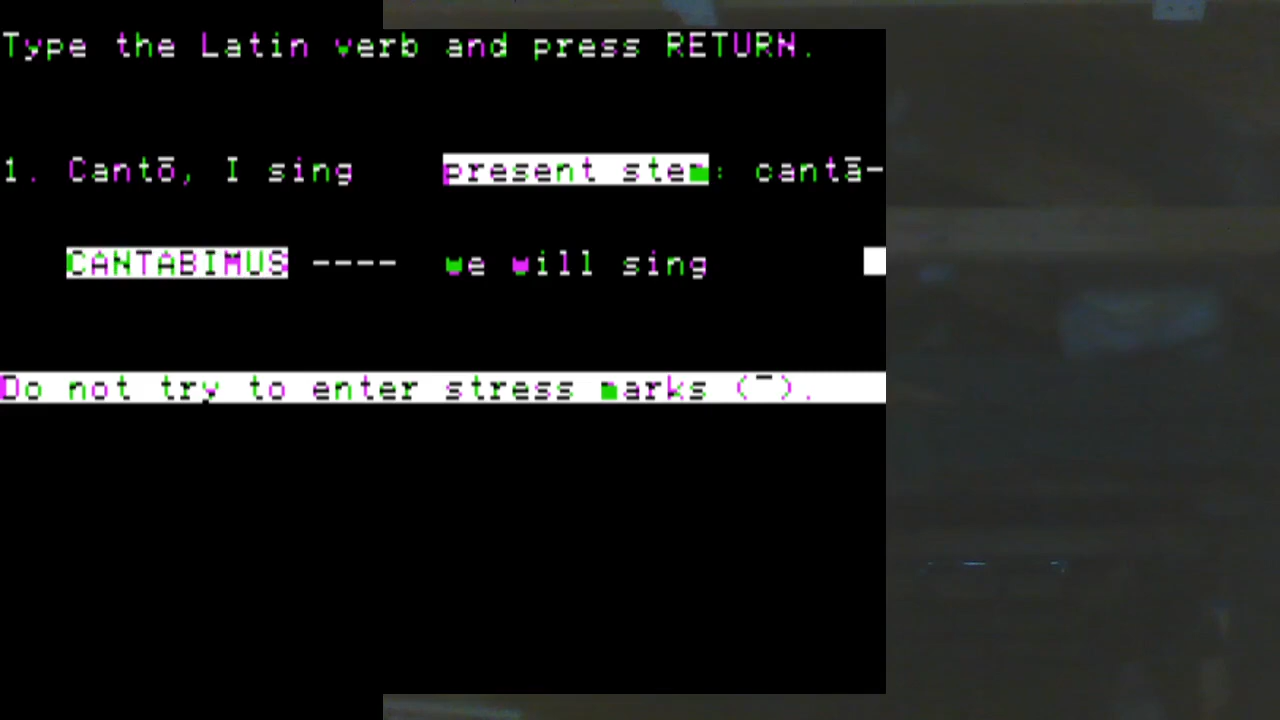 Type the Latin verb and press RETURN.
1. Cantō, I sing present stem: cantā-
CANTABIMUS ---- we will sing
Do not try to enter stress marks (¯).